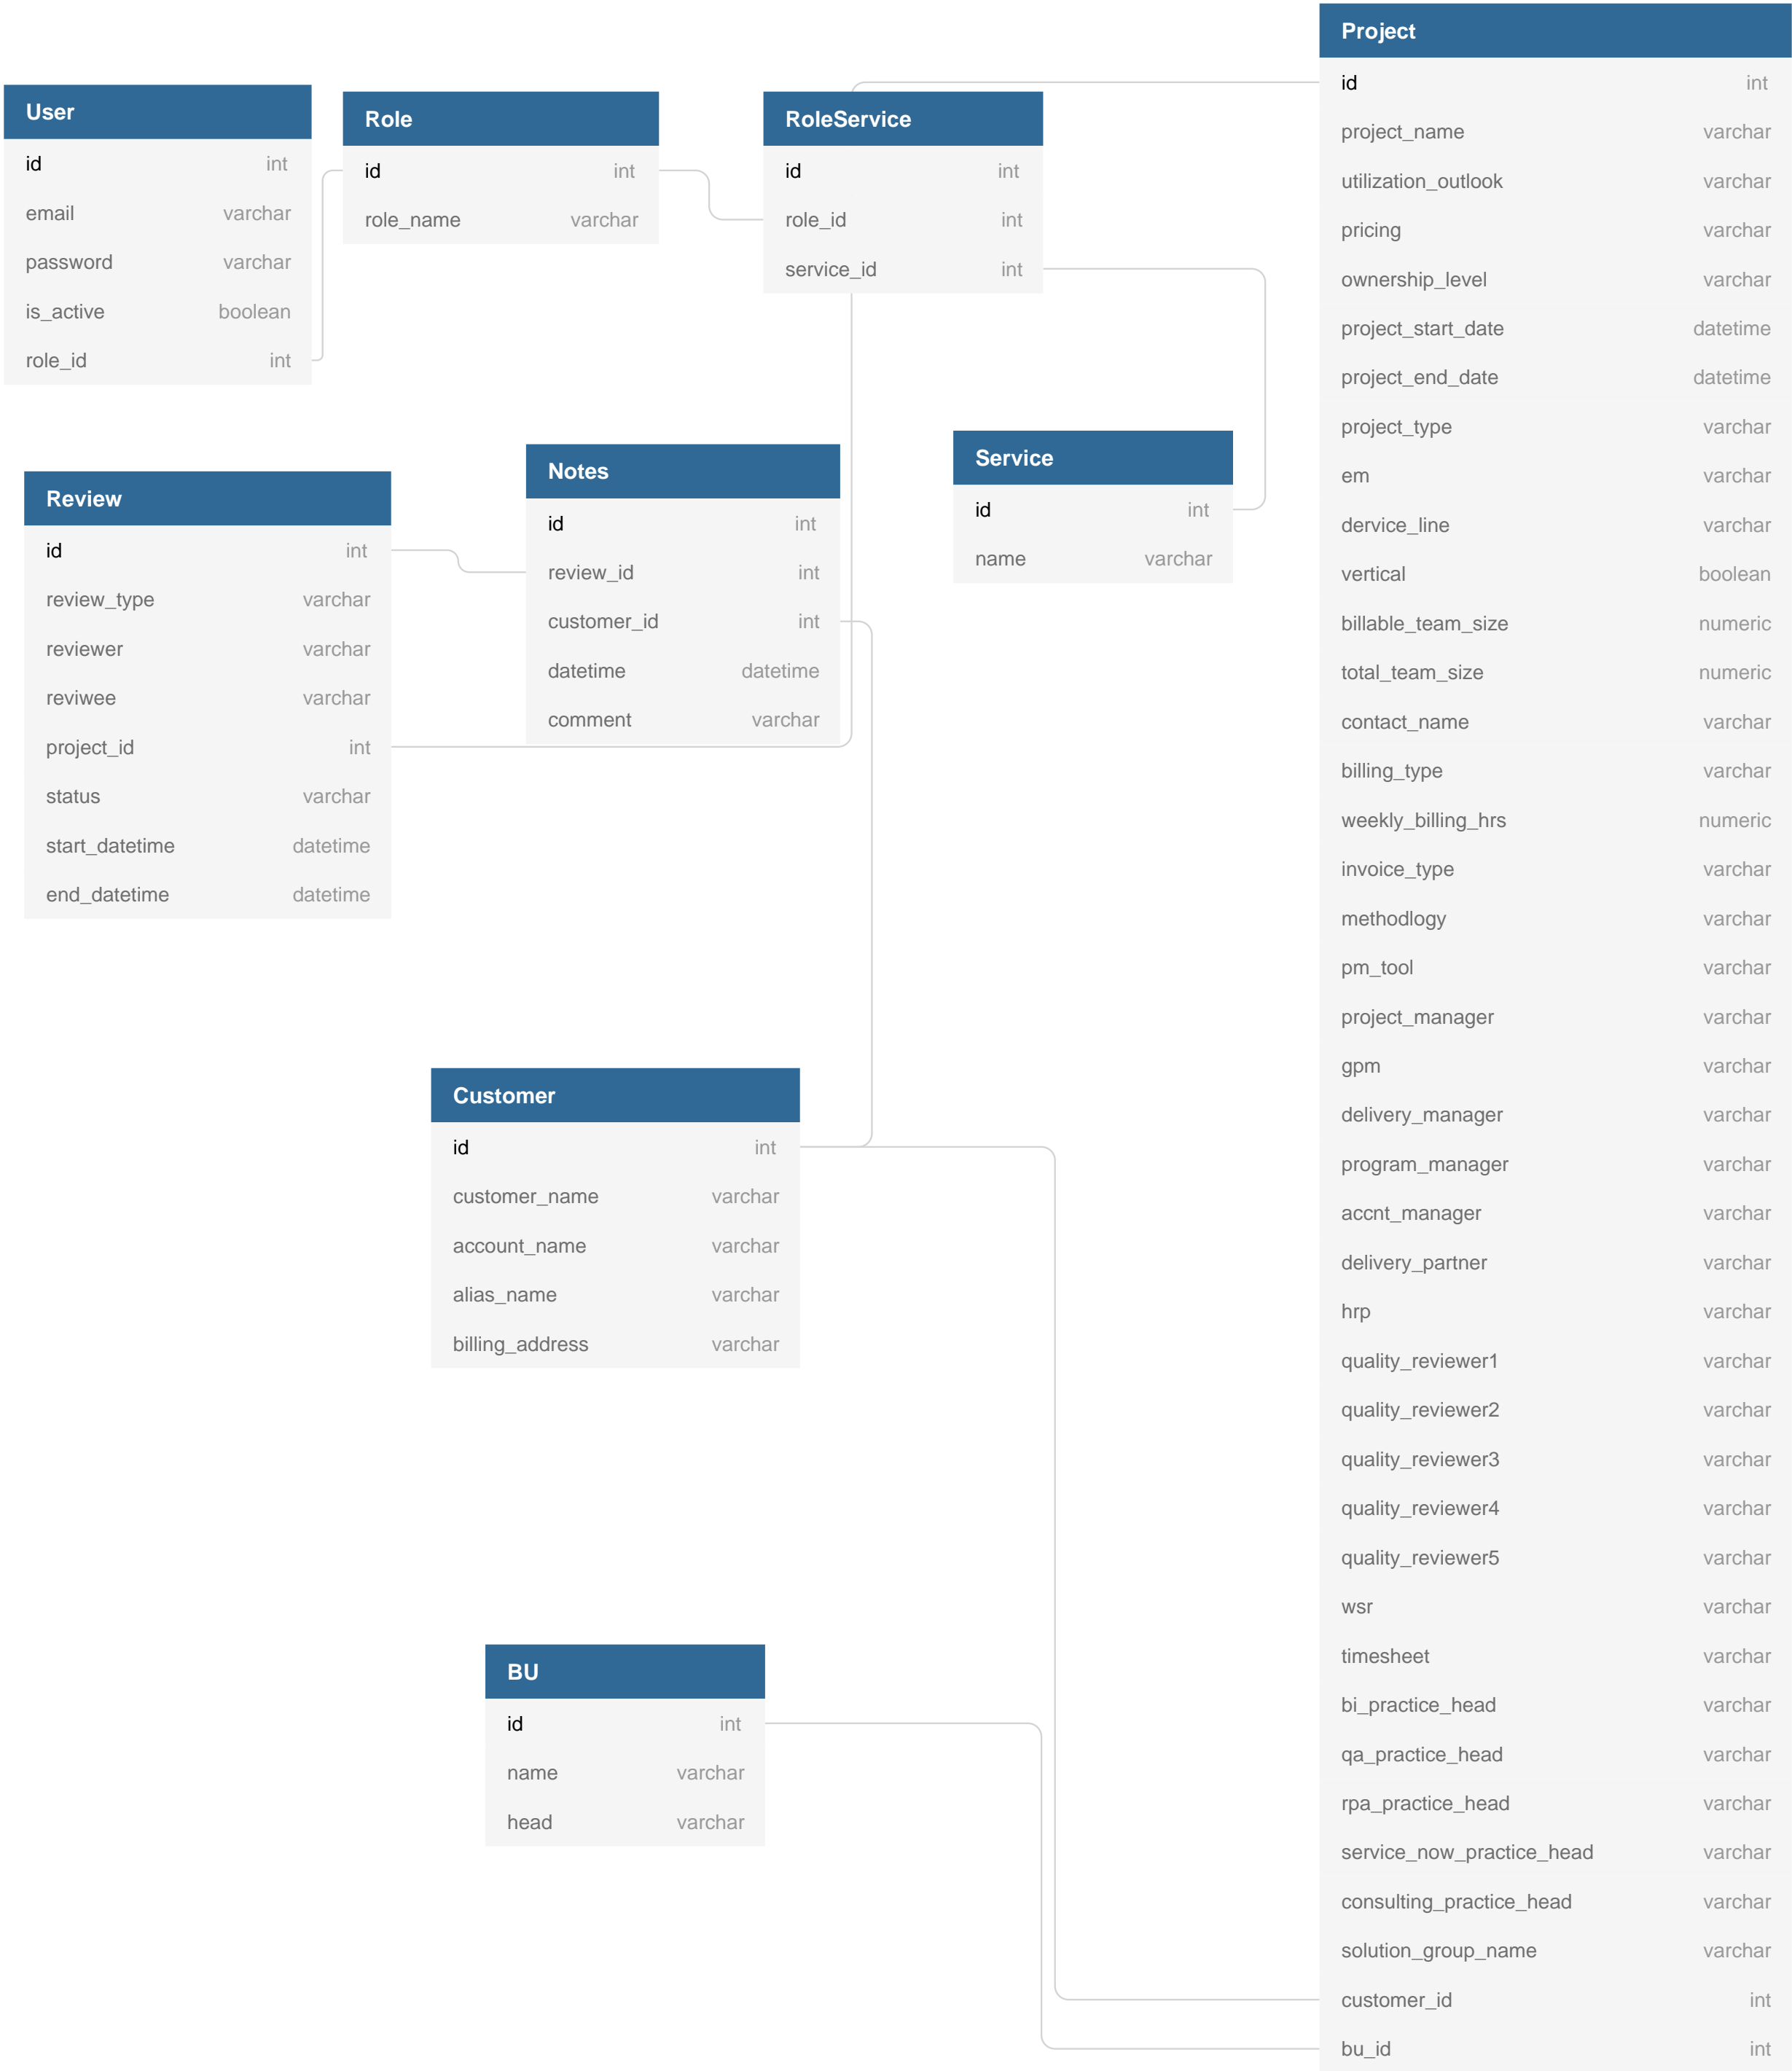 User
id int
email varchar
password varchar
is_active boolean
role_id int
Role
id int
role_name varchar
RoleService
id int
role_id int
service_id int
Review
id int
review_type varchar
reviewer varchar
reviwee varchar
project_id int
status varchar
start_datetime datetime
end_datetime datetime
Notes
id int
review_id int
customer_id int
datetime datetime
comment varchar
Service
id int
name varchar
Customer
id int
customer_name varchar
account_name varchar
alias_name varchar
billing_address varchar
BU
id int
name varchar
head varchar
Project
id int
project_name varchar
utilization_outlook varchar
pricing varchar
ownership_level varchar
project_start_date datetime
project_end_date datetime
project_type varchar
em varchar
dervice_line varchar
vertical boolean
billable_team_size numeric
total_team_size numeric
contact_name varchar
billing_type varchar
weekly_billing_hrs numeric
invoice_type varchar
methodlogy varchar
pm_tool varchar
project_manager varchar
gpm varchar
delivery_manager varchar
program_manager varchar
accnt_manager varchar
delivery_partner varchar
hrp varchar
quality_reviewer1 varchar
quality_reviewer2 varchar
quality_reviewer3 varchar
quality_reviewer4 varchar
quality_reviewer5 varchar
wsr varchar
timesheet varchar
bi_practice_head varchar
qa_practice_head varchar
rpa_practice_head varchar
service_now_practice_head varchar
consulting_practice_head varchar
solution_group_name varchar
customer_id int
bu_id int